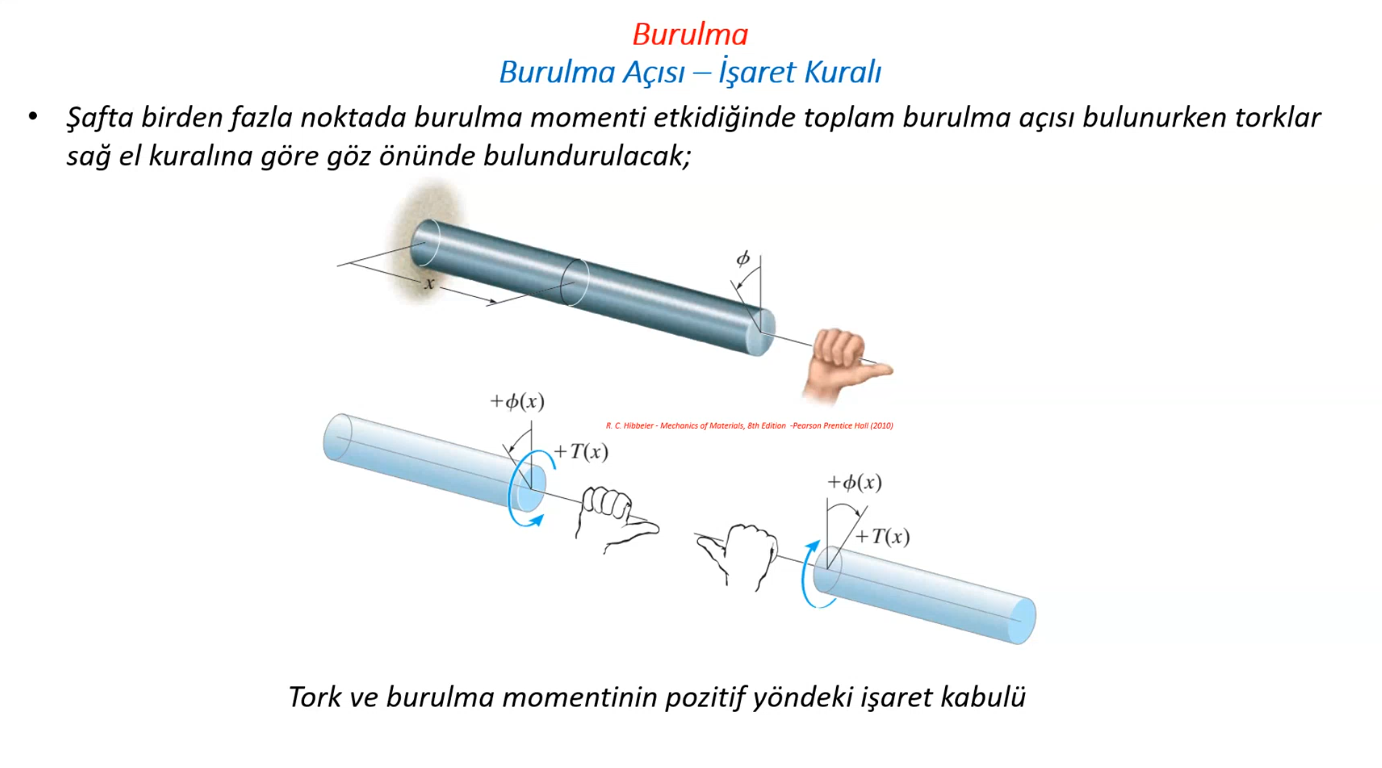 Burulma
Burulma Açısı – İşaret Kuralı
• Şafta birden fazla noktada burulma momenti etkidiğinde toplam burulma açısı bulunurken torklar
sağ el kuralına göre göz önünde bulundurulacak;
ϕ
x
+ϕ(x)
R. C. Hibbeler - Mechanics of Materials, 8th Edition -Pearson Prentice Hall (2010)
+T(x)
+ϕ(x)
+T(x)
Tork ve burulma momentinin pozitif yöndeki işaret kabulü